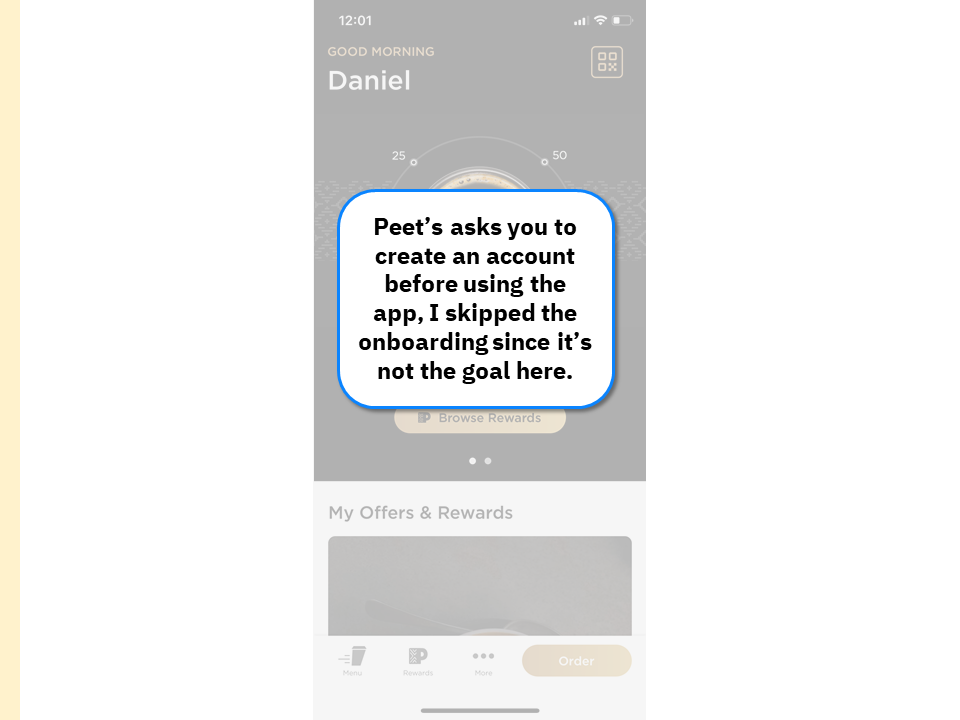 12:01
GOOD MORNING
Daniel
25
50
Peet’s asks you to
create an account
before using the
app, I skipped the
onboarding since it’s
not the goal here.
Browse Rewards
My Offers & Rewards
Menu
Rewards
More
Order